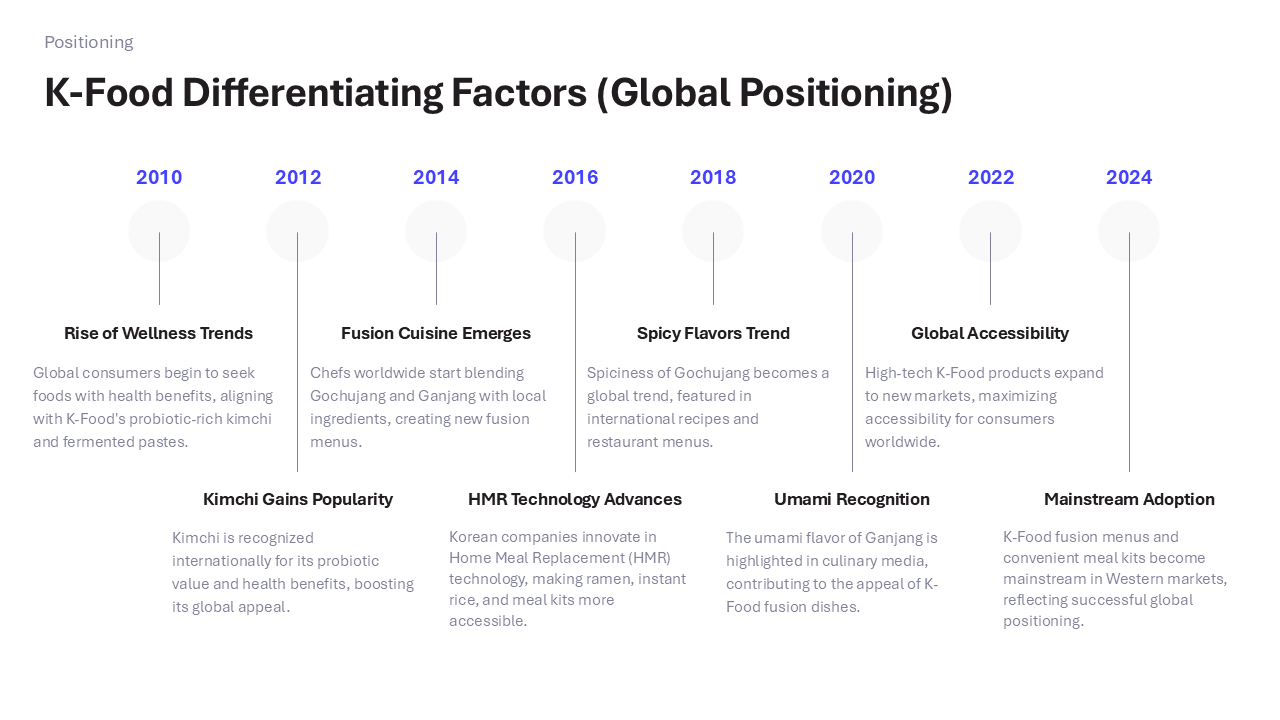 Positioning
K-Food Differentiating Factors (Global Positioning)
2010
2012
2014
2016
2018
2020
2022
2024
Rise of Wellness Trends
Global consumers begin to seek
foods with health benefits, aligning
with K-Food's probiotic-rich kimchi
and fermented pastes.
Fusion Cuisine Emerges
Chefs worldwide start blending
Gochujang and Ganjang with local
ingredients, creating new fusion
menus.
Spicy Flavors Trend
Spiciness of Gochujang becomes a
global trend, featured in
international recipes and
restaurant menus.
Global Accessibility
High-tech K-Food products expand
to new markets, maximizing
accessibility for consumers
worldwide.
Kimchi Gains Popularity
Kimchi is recognized
internationally for its probiotic
value and health benefits, boosting
its global appeal.
HMR Technology Advances
Korean companies innovate in
Home Meal Replacement (HMR)
technology, making ramen, instant
rice, and meal kits more
accessible.
Umami Recognition
The umami flavor of Ganjang is
highlighted in culinary media,
contributing to the appeal of K-
Food fusion dishes.
Mainstream Adoption
K-Food fusion menus and
convenient meal kits become
mainstream in Western markets,
reflecting successful global
positioning.